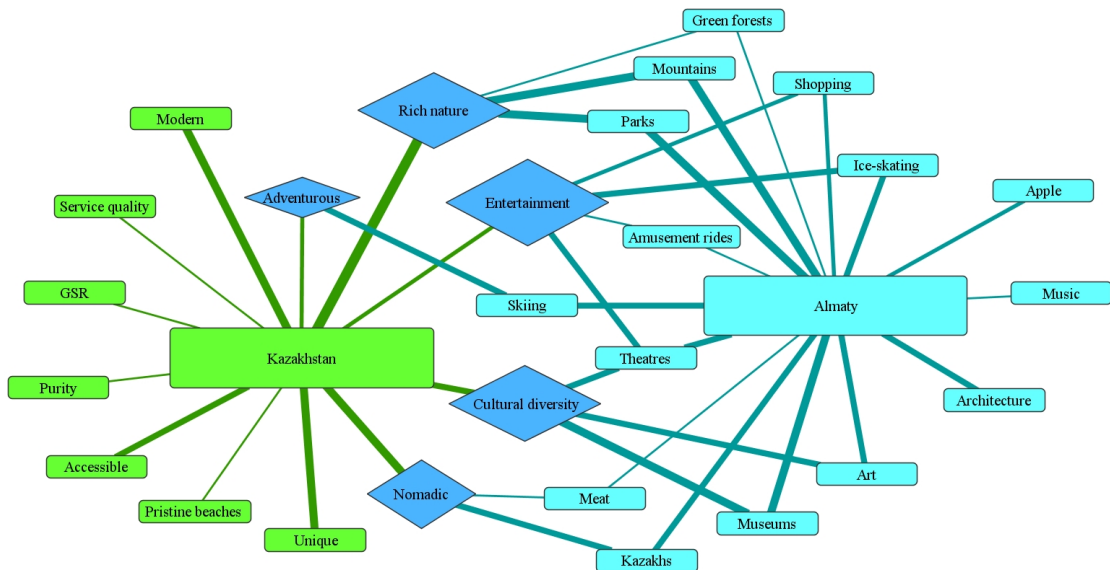 Green forests
Mountains
Shopping
Rich nature
Modern
Parks
Ice-skating
Apple
Adventurous
Entertainment
Service quality
Amusement rides
GSR
Skiing
Almaty
Music
Kazakhstan
Theatres
Purity
Cultural diversity
Architecture
Accessible
Art
Nomadic
Meat
Pristine beaches
Museums
Unique
Kazakhs